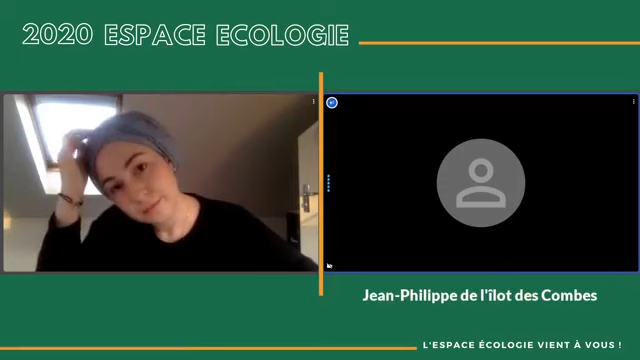 2020 ESPACE ECOLOGIE
Jean-Philippe de l'îlot des Combes
L'ESPACE ÉCOLOGIE VIENT À VOUS !